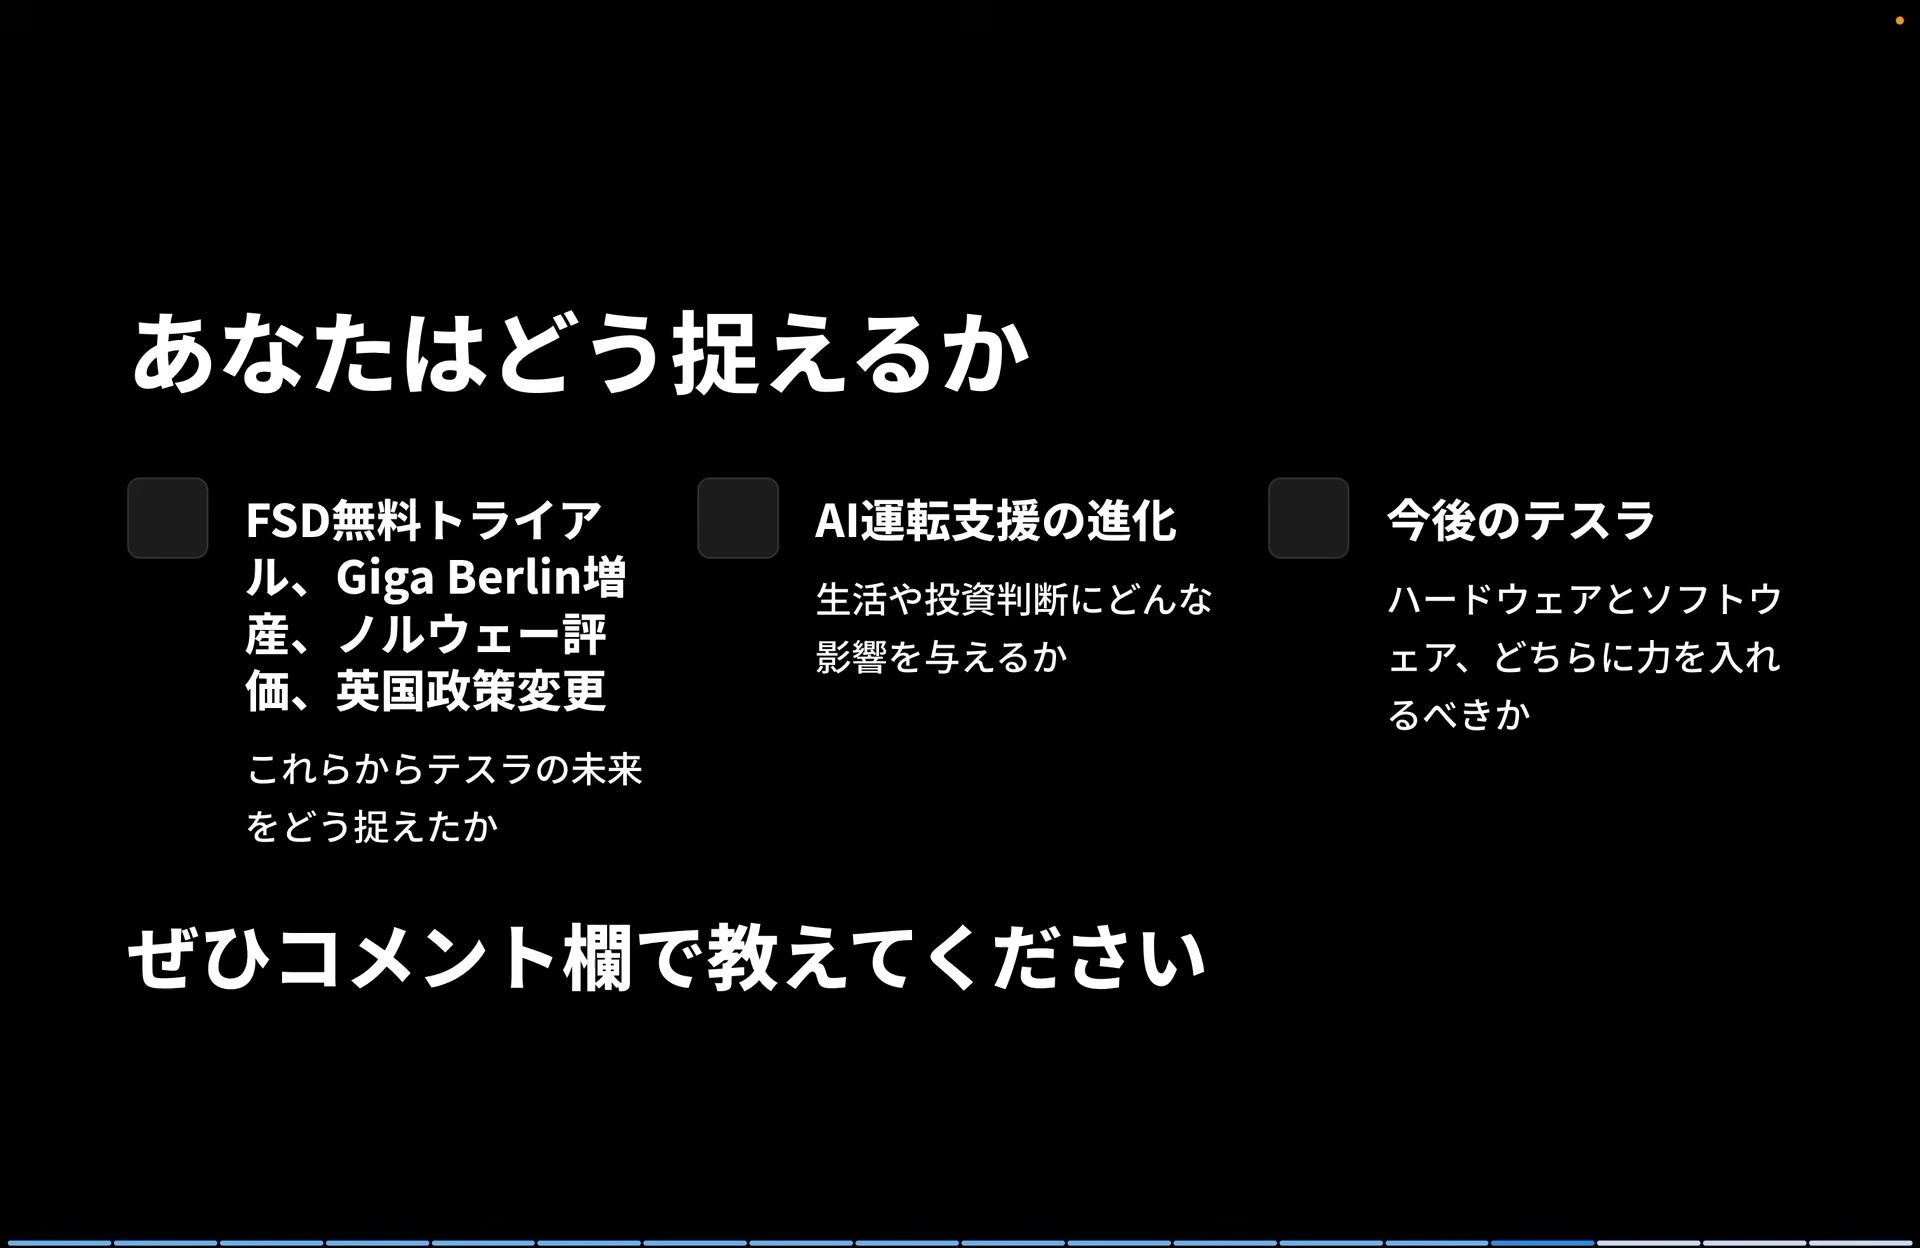 あなたはどう捉えるか
FSD無料トライア
ル、Giga Berlin増
産、ノルウェー評
価、英国政策変更
これらからテスラの未来
をどう捉えたか
AI運転支援の進化
生活や投資判断にどんな
影響を与えるか
今後のテスラ
ハードウェアとソフトウ
ェア、どちらに力を入れ
るべきか
ぜひコメント欄で教えてください